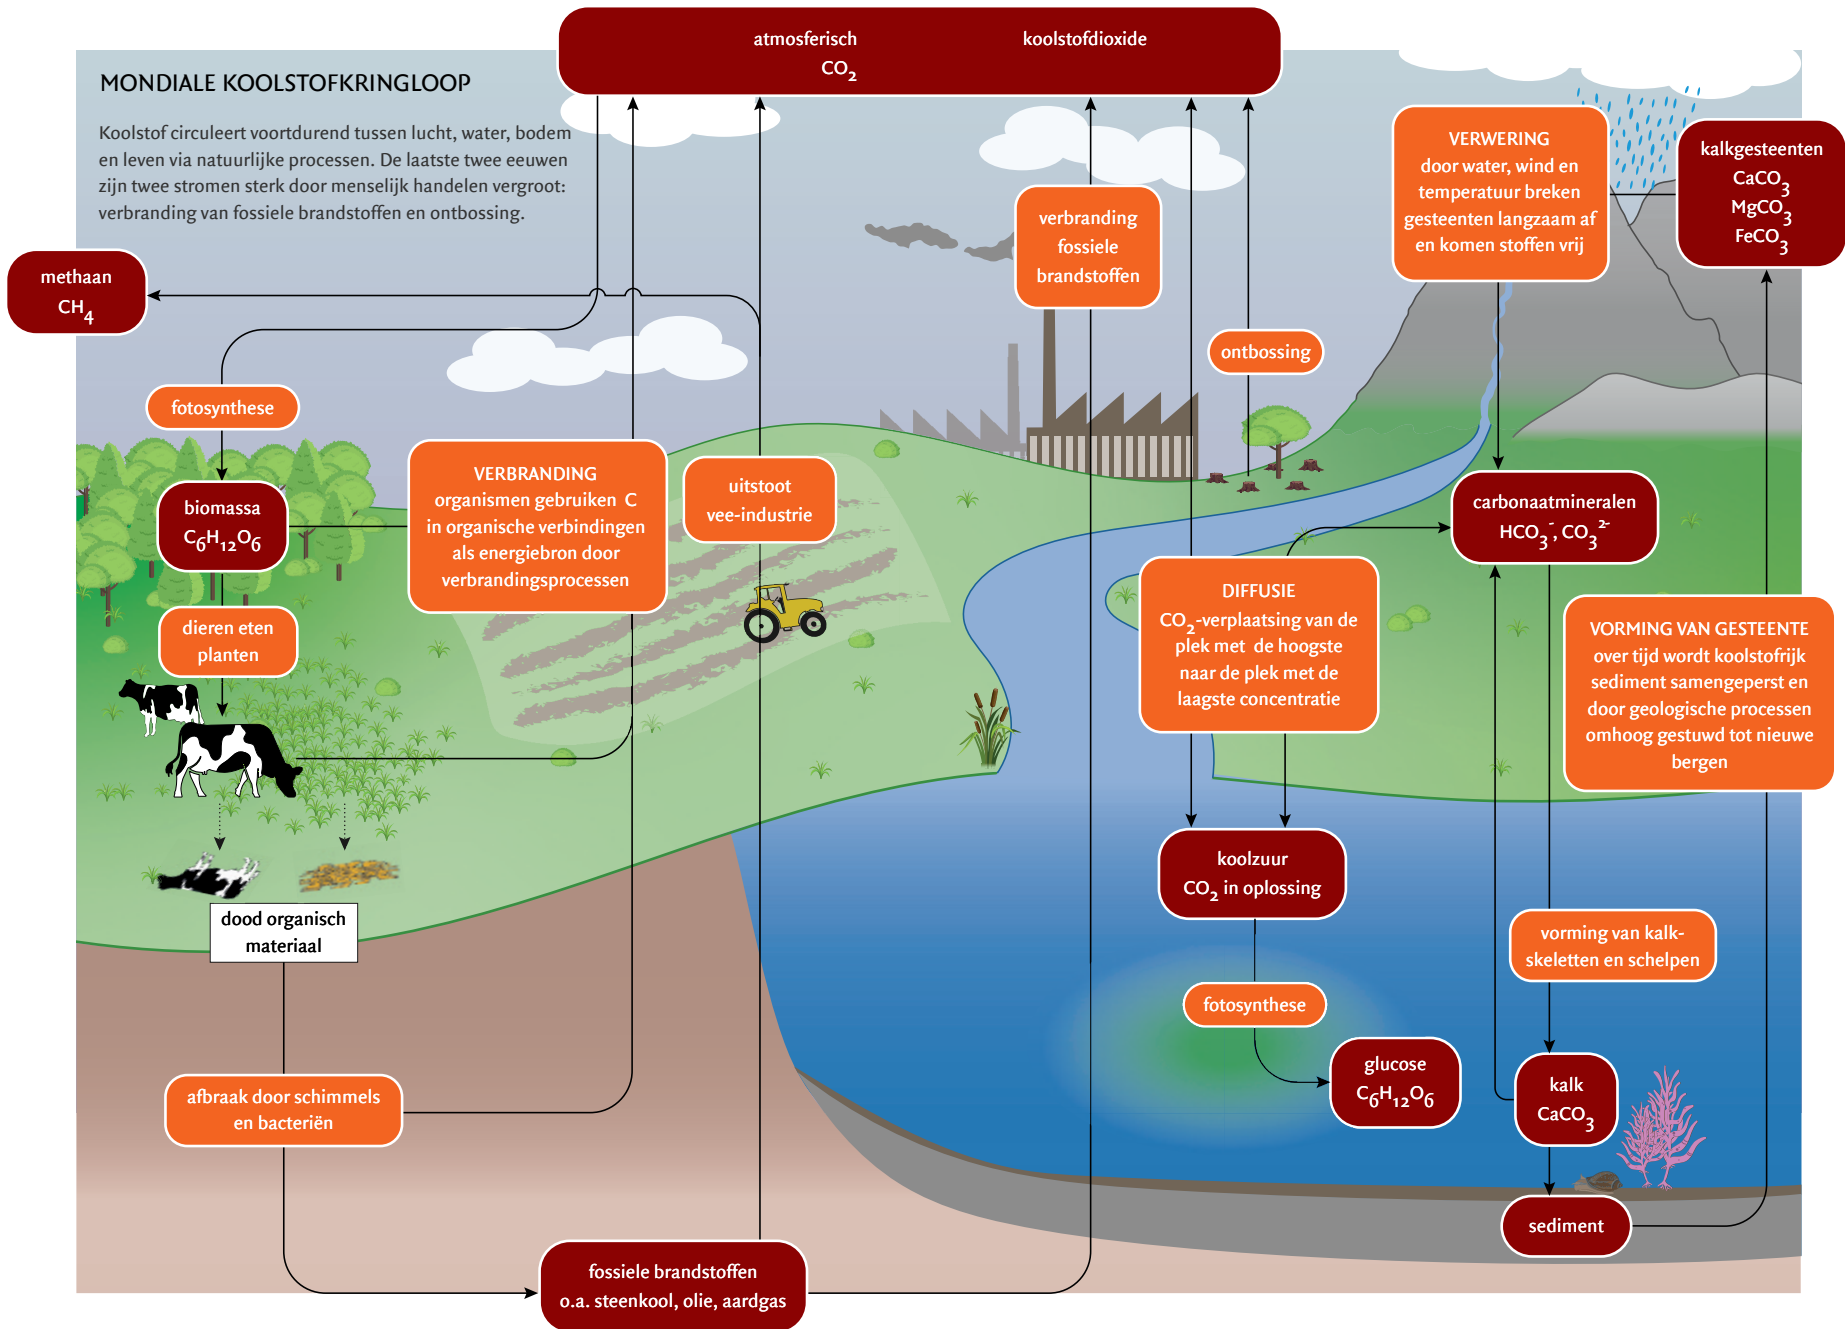 atmosferisch koolstofdioxide
CO2
MONDIALE KOOLSTOFKRINGLOOP
Koolstof circuleert voortdurend tussen lucht, water, bodem
en leven via natuurlijke processen. De laatste twee eeuwen
zijn twee stromen sterk door menselijk handelen vergroot:
verbranding van fossiele brandstoffen en ontbossing.
methaan
CH4
fotosynthese
biomassa
C6H12O6
dieren eten
planten
VERBRANDING
organismen gebruiken C
in organische verbindingen
als energiebron door
verbrandingsprocessen
uitstoot
vee-industrie
verbranding
fossiele
brandstoffen
ontbossing
VERWERING
door water, wind en
temperatuur breken
gesteenten langzaam af
en komen stoffen vrij
kalkgesteenten
CaCO3
MgCO3
FeCO3
carbonaatmineralen
HCO3-, CO3 2-
DIFFUSIE
CO2-verplaatsing van de
plek met de hoogste
naar de plek met de
laagste concentratie
VORMING VAN GESTEENTE
over tijd wordt koolstofrijk
sediment samengeperst en
door geologische processen
omhoog gestuwd tot nieuwe
bergen
dood organisch
materiaal
koolzuur
CO2 in oplossing
vorming van kalk-
skeletten en schelpen
fotosynthese
glucose
C6H12O6
kalk
CaCO3
afbraak door schimmels
en bacteriën
sediment
fossiele brandstoffen
o.a. steenkool, olie, aardgas